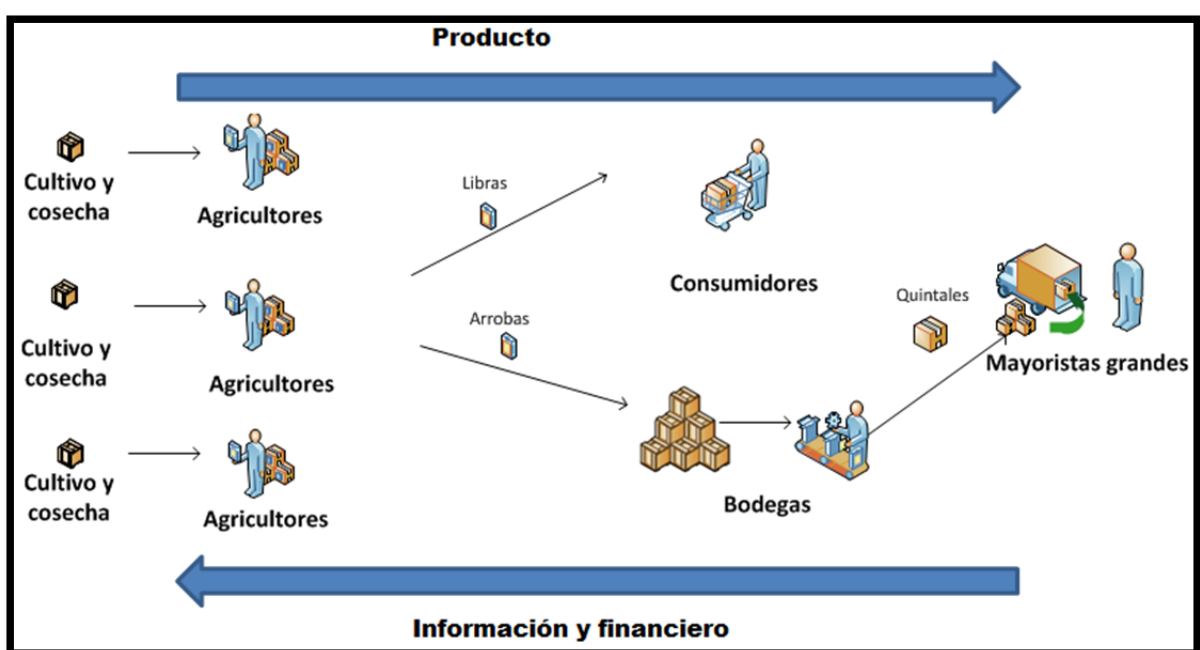 Producto
Cultivo y
cosecha
Agricultores
Libras
Consumidores
Cultivo y
cosecha
Agricultores
Arrobas
Quintales
Mayoristas grandes
Cultivo y
cosecha
Agricultores
Bodegas
Información y financiero